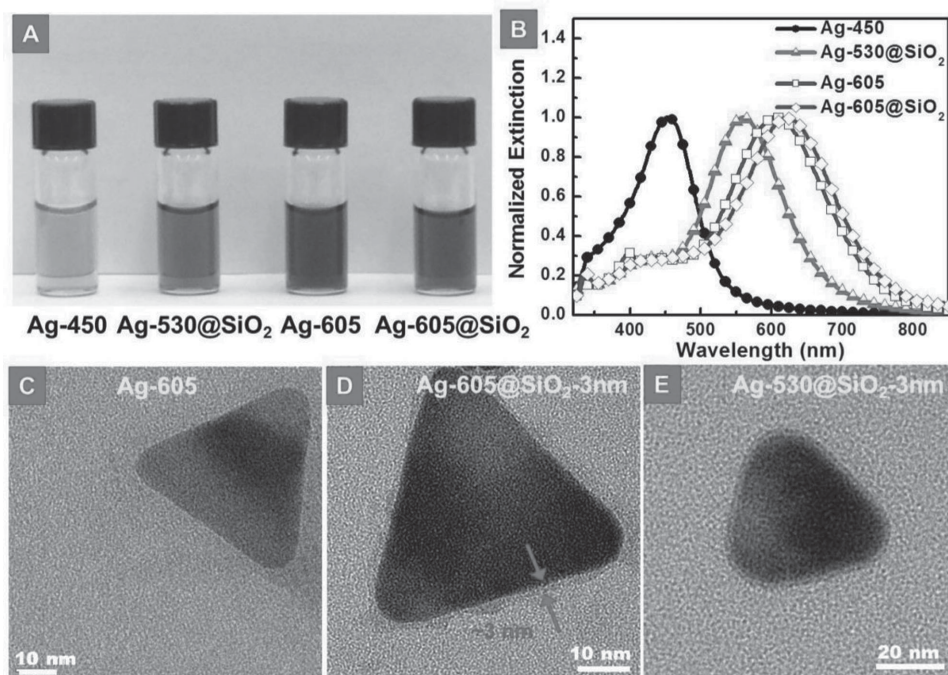 A
Ag-450 Ag-530@SiO₂ Ag-605 Ag-605@SiO₂
B
Ag-450
Ag-530@SiO₂
Ag-605
Ag-605@SiO₂
Normalized Extinction
1.4
1.2
1.0
0.8
0.6
0.4
0.2
0.0
400 500 600 700 800
Wavelength (nm)
C
Ag-605
10 nm
D
Ag-605@SiO₂-3nm
~3 nm
10 nm
E
Ag-530@SiO₂-3nm
20 nm